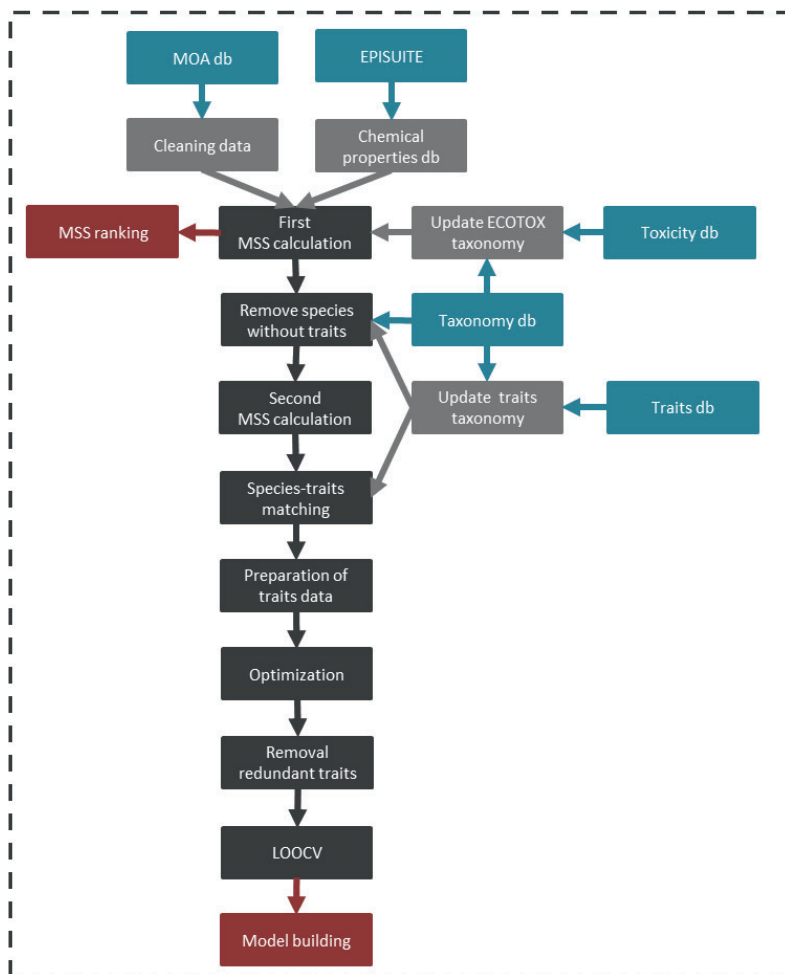 MOA db
EPISUITE
Cleaning data
Chemical
properties db
MSS ranking
First
MSS calculation
Update ECOTOX
taxonomy
Toxicity db
Remove species
without traits
Taxonomy db
Second
MSS calculation
Update traits
taxonomy
Traits db
Species-traits
matching
Preparation of
traits data
Optimization
Removal
redundant traits
LOOCV
Model building